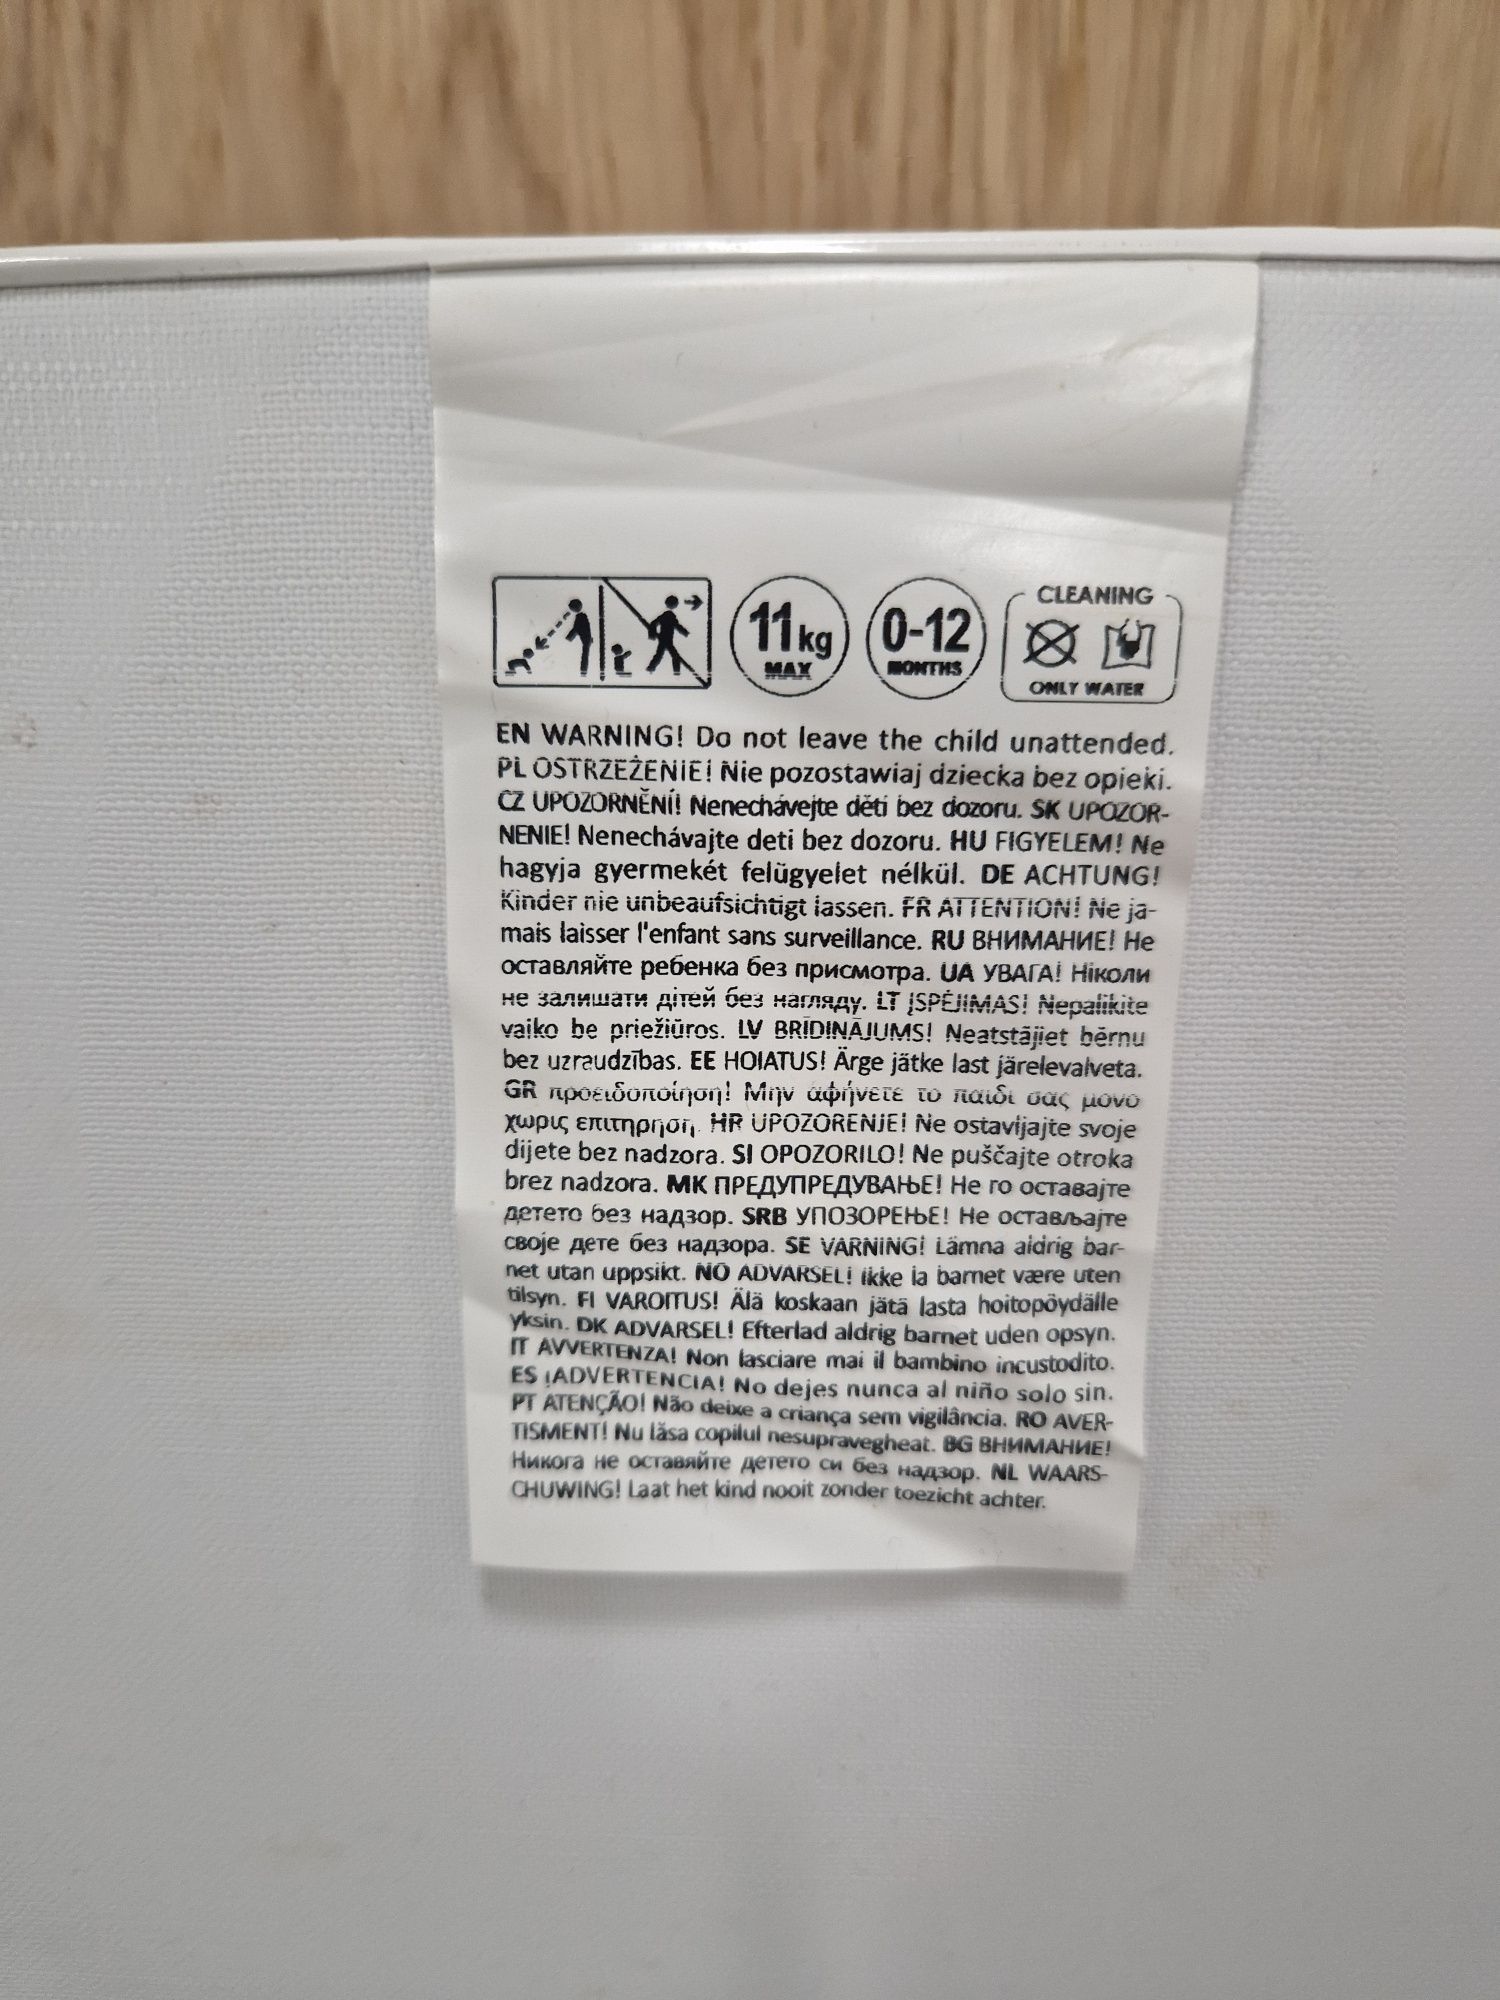 11kg
MAX
0-12
MONTHS
CLEANING
ONLY WATER
EN WARNING! Do not leave the child unattended.
PL OSTRZEŻENIE! Nie pozostawiaj dziecka bez opieki.
CZ UPOZORNĚNÍ! Nenechávejte děti bez dozoru. SK UPOZOR-
NENIE! Nenechávajte deti bez dozoru. HU FIGYELEM! Ne
hagyja gyermekét felügyelet nélkül. DE ACHTUNG!
Kinder nie unbeaufsichtigt lassen. FR ATTENTION! Ne ja-
mais laisser l'enfant sans surveillance. RU ВНИМАНИЕ! Не
оставляйте ребенка без присмотра. UA УВАГА! Ніколи
не залишати дітей без нагляду. LT ĮSPĖJIMAS! Nepalikite
vaiko be priežiūros. LV BRĪDINĀJUMS! Neatstājiet bērnu
bez uzraudzības. EE HOIATUS! Ärge jätke last järelevalveta.
GR προειδοποίηση! Μην αφήνετε το παιδί σας μόνο
χωρις επιτηρηση. HR UPOZORENJE! Ne ostavljajte svoje
dijete bez nadzora. SI OPOZORILO! Ne puščajte otroka
brez nadzora. MK ПРЕДУПРЕДУВАЊЕ! Не го оставајте
детето без надзор. SRB УПОЗОРЕЊЕ! Не остављајте
своје дете без надзора. SE VARNING! Lämna aldrig bar-
net utan uppsikt. NO ADVARSEL! Ikke la barnet være uten
tilsyn. FI VAROITUS! Älä koskaan jätä lasta hoitopöydälle
yksin. DK ADVARSEL! Efterlad aldrig barnet uden opsyn.
IT AVVERTENZA! Non lasciare mai il bambino incustodito.
ES ¡ADVERTENCIA! No dejes nunca al niño solo sin.
PT ATENÇÃO! Não deixe a criança sem vigilância. RO AVER-
TISMENT! Nu lăsa copilul nesupravegheat. BG ВНИМАНИЕ!
Никога не оставяйте детето си без надзор. NL WAARS-
CHUWING! Laat het kind nooit zonder toezicht achter.